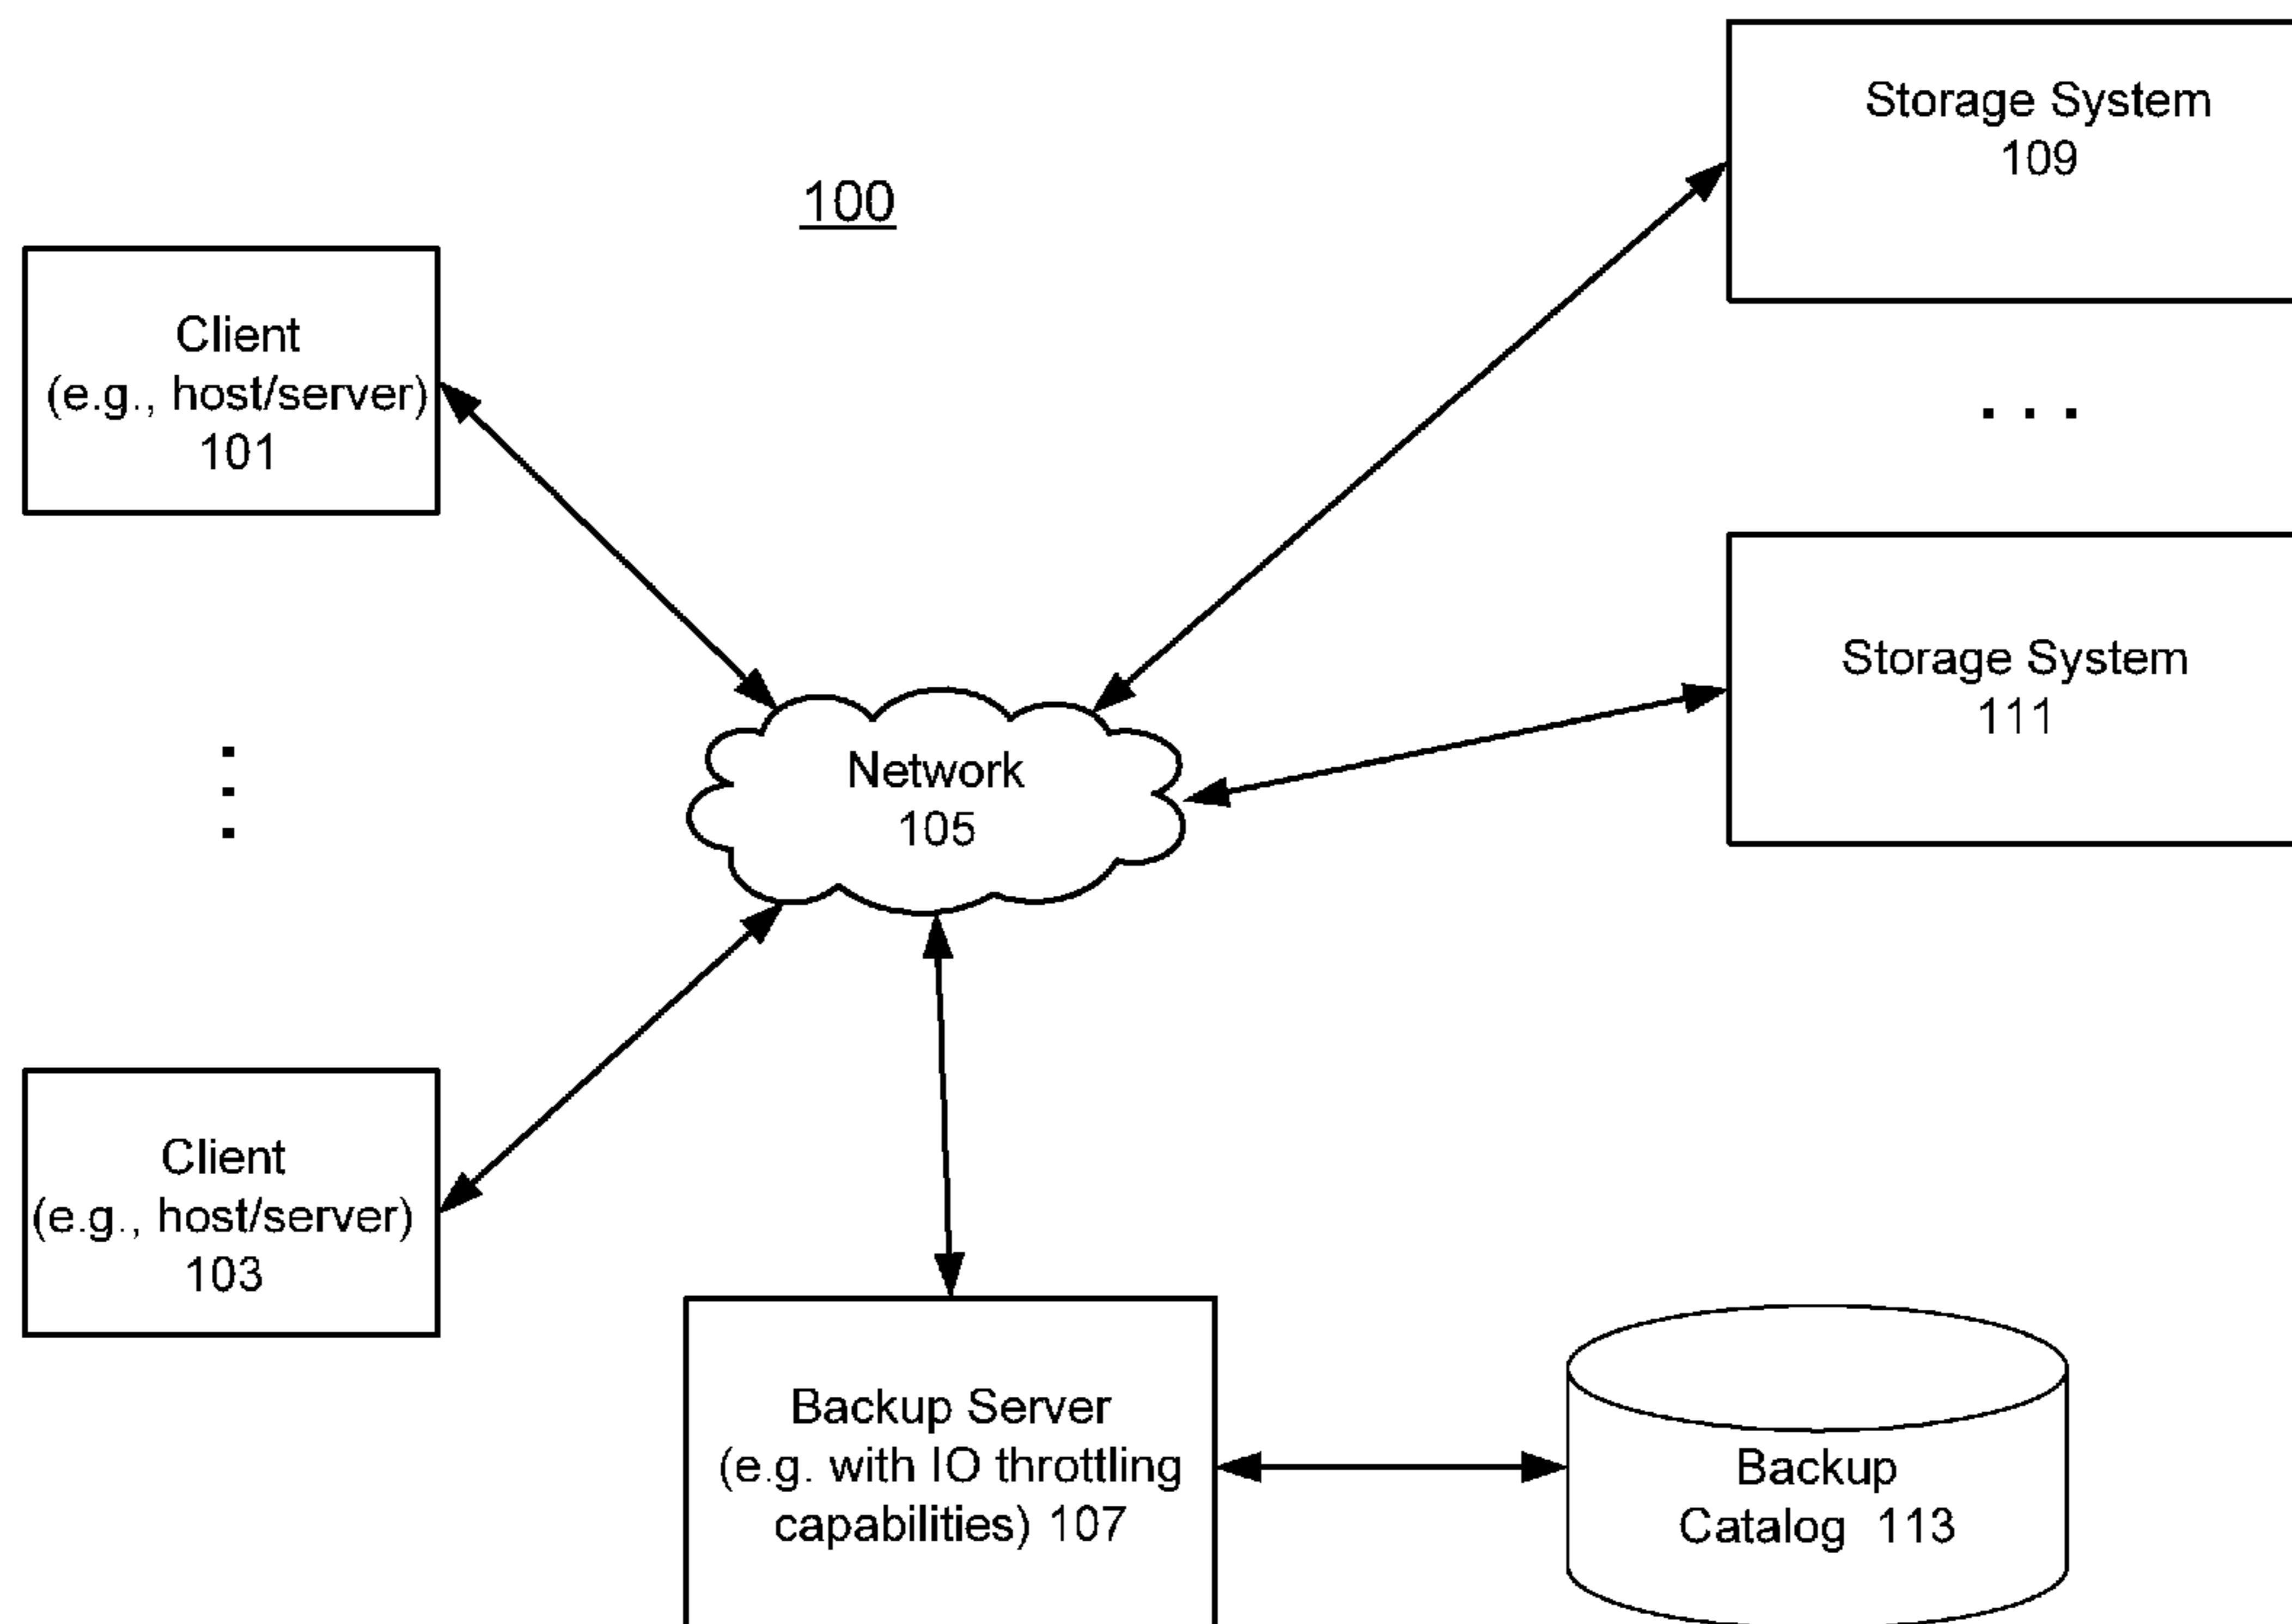 100
Client
(e.g., host/server)
101
Storage System
109
. . .
Storage System
111
Network
105
Client
(e.g., host/server)
103
Backup Server
(e.g. with IO throttling
capabilities) 107
Backup
Catalog 113